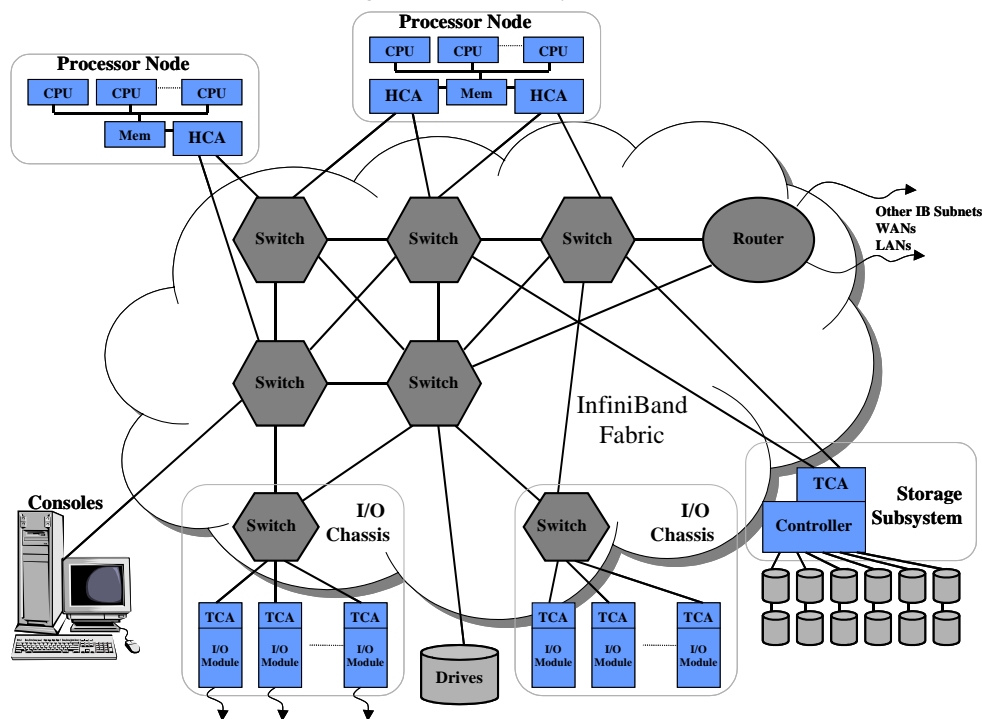 Processor Node
CPU
CPU
CPU
HCA
Mem
HCA
Processor Node
CPU
CPU
CPU
Mem
HCA
Switch
Switch
Switch
Router
Other IB Subnets
WANs
LANs
Switch
Switch
InfiniBand
Fabric
Consoles
Switch
I/O
Chassis
Switch
I/O
Chassis
TCA
Controller
Storage
Subsystem
TCA
I/O
Module
TCA
I/O
Module
TCA
I/O
Module
Drives
TCA
I/O
Module
TCA
I/O
Module
TCA
I/O
Module